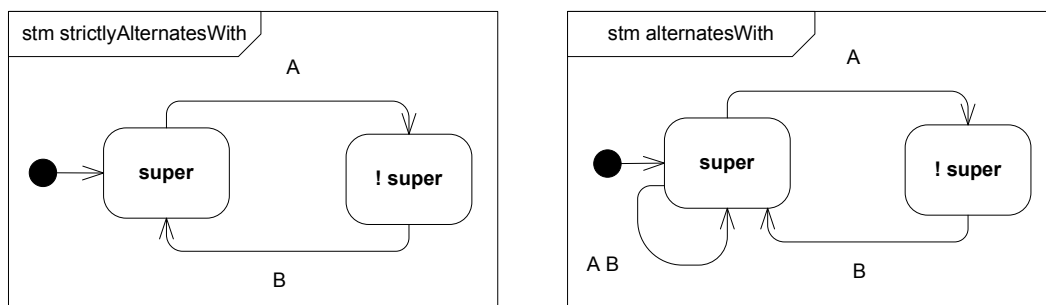 stm strictlyAlternatesWith
A
super
! super
B
stm alternatesWith
A
super
! super
A B
B